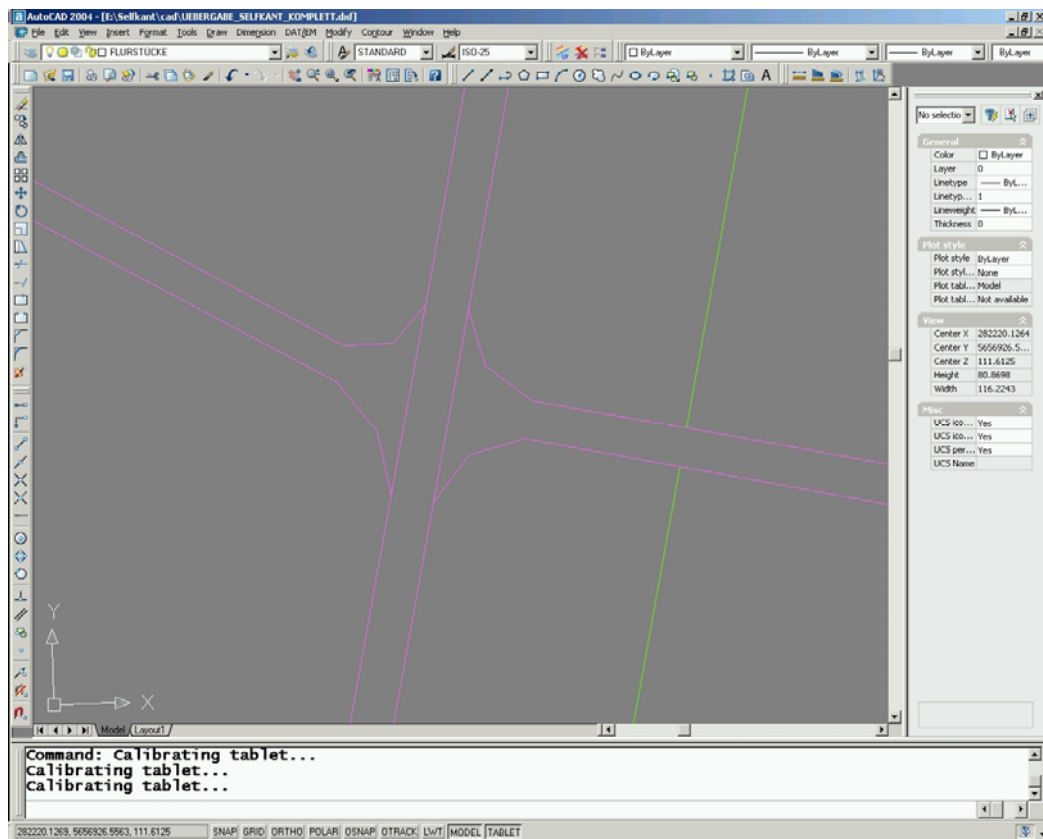 AutoCAD 2004 - [E:\Selfkant\cad\UEBERGABE_SELFKANT_KOMPLETT.dxf]
File Edit View Insert Format Tools Draw Dimension DAT/EM Modify Contour Window Help
FLURSTÜCKE STANDARD ISO-25 ByLayer ByLayer ByLayer ByLayer
No selectio
General
Color ByLayer
Layer 0
Linetype ByL...
Linetyp... 1
Lineweight ByL...
Thickness 0
Plot style
Plot style ByLayer
Plot styl... None
Plot tabl... Model
Plot tabl... Not available
View
Center X 282220.1264
Center Y 5656926.5...
Center Z 111.6125
Height 80.8698
Width 116.2243
Misc
UCS ico... Yes
UCS ico... Yes
UCS per... Yes
UCS Name
Y
X
Model Layout1
Command: Calibrating tablet...
Calibrating tablet...
Calibrating tablet...
282220.1269, 5656926.5563, 111.6125 SNAP GRID ORTHO POLAR OSNAP OTRACK LWT MODEL TABLET